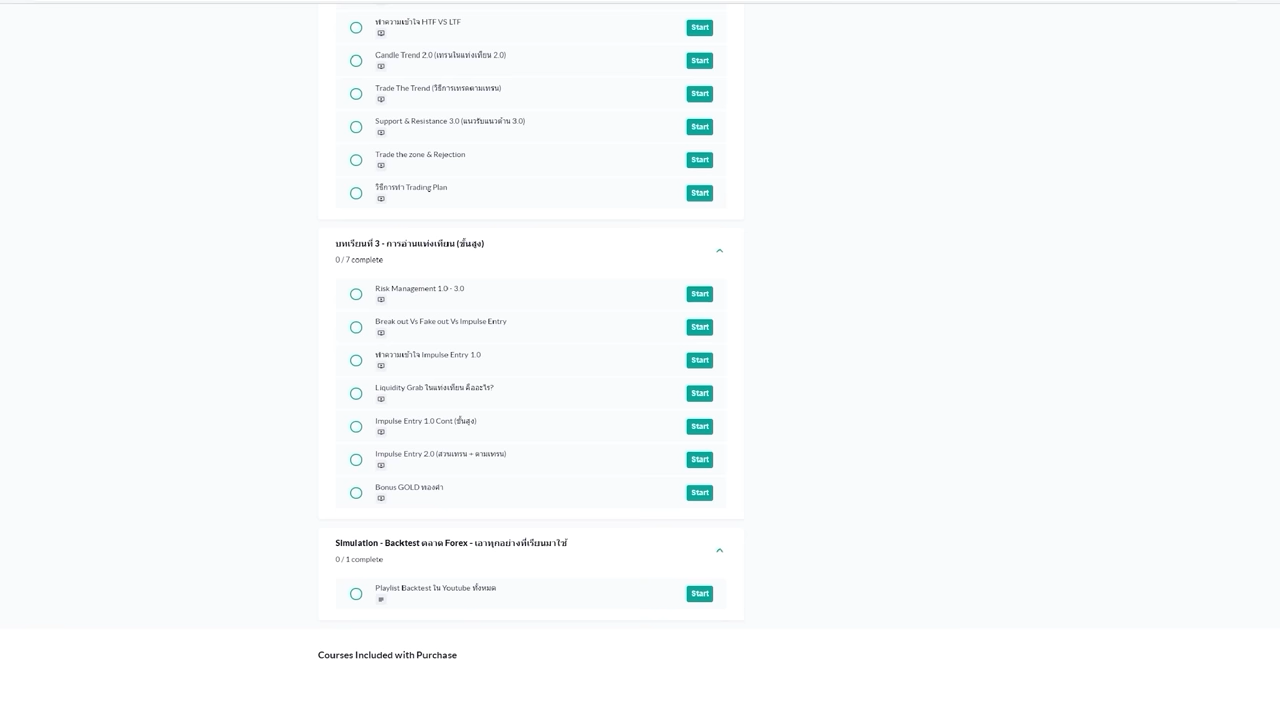 ทำความเข้าใจ HTF VS LTF
Start
Candle Trend 2.0 (เทรนในแท่งเทียน 2.0)
Start
Trade The Trend (วิธีการเทรดตามเทรน)
Start
Support & Resistance 3.0 (แนวรับแนวต้าน 3.0)
Start
Trade the zone & Rejection
Start
วิธีการทำ Trading Plan
Start
บทเรียนที่ 3 - การอ่านแท่งเทียน (ขั้นสูง)
0 / 7 complete
Risk Management 1.0 - 3.0
Start
Break out Vs Fake out Vs Impulse Entry
Start
ทำความเข้าใจ Impulse Entry 1.0
Start
Liquidity Grab ในแท่งเทียน คืออะไร?
Start
Impulse Entry 1.0 Cont (ขั้นสูง)
Start
Impulse Entry 2.0 (สวนเทรน + ตามเทรน)
Start
Bonus GOLD ทองคำ
Start
Simulation - Backtest ตลาด Forex - เอาทุกอย่างที่เรียนมาใช้
0 / 1 complete
Playlist Backtest ใน Youtube ทั้งหมด
Start
Courses Included with Purchase